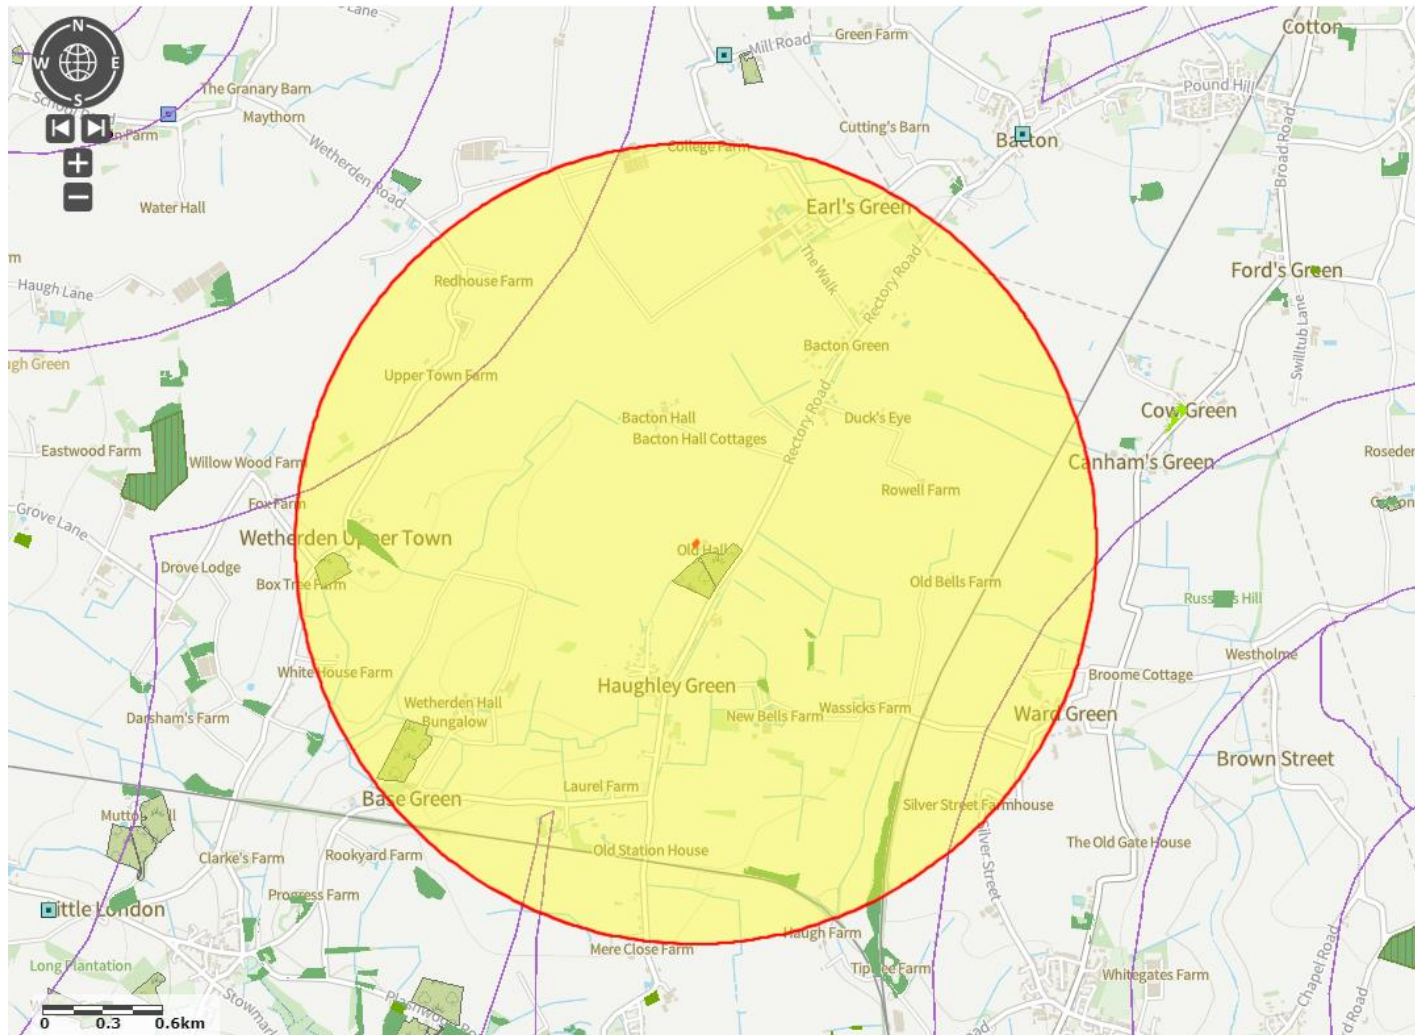 N
W
E
S
Cotton
Mill Road
Green Farm
The Granary Barn
Pound Hill
Maythorn
Cutting's Barn
Bacton
Broad Road
College Farm
Wetherden Road
Water Hall
Earl's Green
The Walk
Rectory Road
Redhouse Farm
Ford's Green
Haugh Lane
Swilltub Lane
Bacton Green
Upper Town Farm
Bacton Hall
Duck's Eye
Cow Green
Rectory Road
Bacton Hall Cottages
Eastwood Farm
Willow Wood Farm
Canham's Green
Rowell Farm
Fox Farm
Grove Lane
Wetherden Upper Town
Old Hall
Drove Lodge
Box Tree Farm
Old Bells Farm
Westholme
White House Farm
Broome Cottage
Haughley Green
Wetherden Hall
Bungalow
New Bells Farm
Wassicks Farm
Ward Green
Darsham's Farm
Brown Street
Laurel Farm
Base Green
Silver Street Farmhouse
Silver Street
The Old Gate House
Old Station House
Clarke's Farm
Rookyard Farm
Progress Farm
Chapel Road
Haugh Farm
Mere Close Farm
Long Plantation
Whitegates Farm
0 0.3 0.6km